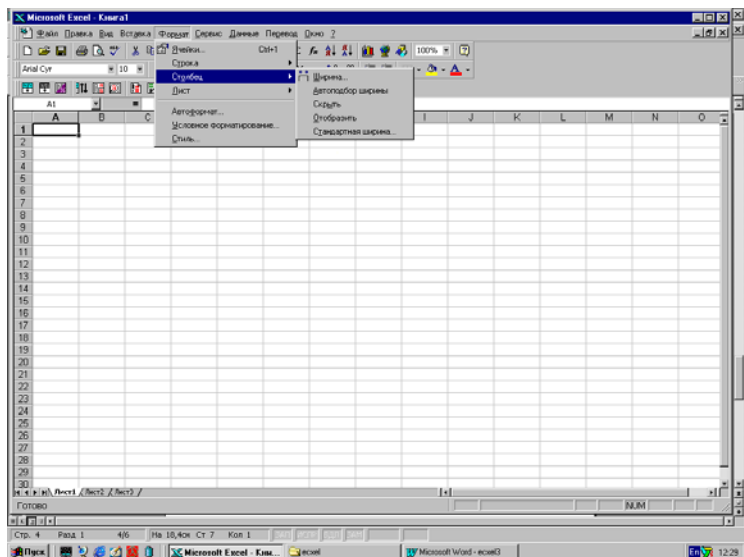 Microsoft Excel - Книга1
Файл Правка Вид Вставка Формат Сервис Данные Перевод Окно ?
100%
Arial Cyr 10
Ячейки... Ctrl+1
Строка
Столбец
Лист
Автоформат...
Условное форматирование...
Стиль...
Ширина...
Автоподбор ширины
Скрыть
Отобразить
Стандартная ширина...
A1 =
A B C I J K L M N O
1
2
3
4
5
6
7
8
9
10
11
12
13
14
15
16
17
18
19
20
21
22
23
24
25
26
27
28
29
30
Лист1 Лист2 Лист3
Готово NUM
Стр. 4 Разд 1 4/6 На 18,4см Ст 7 Кол 1
Пуск Microsoft Excel - Кни... excel Microsoft Word - ecxel3 En 12:29